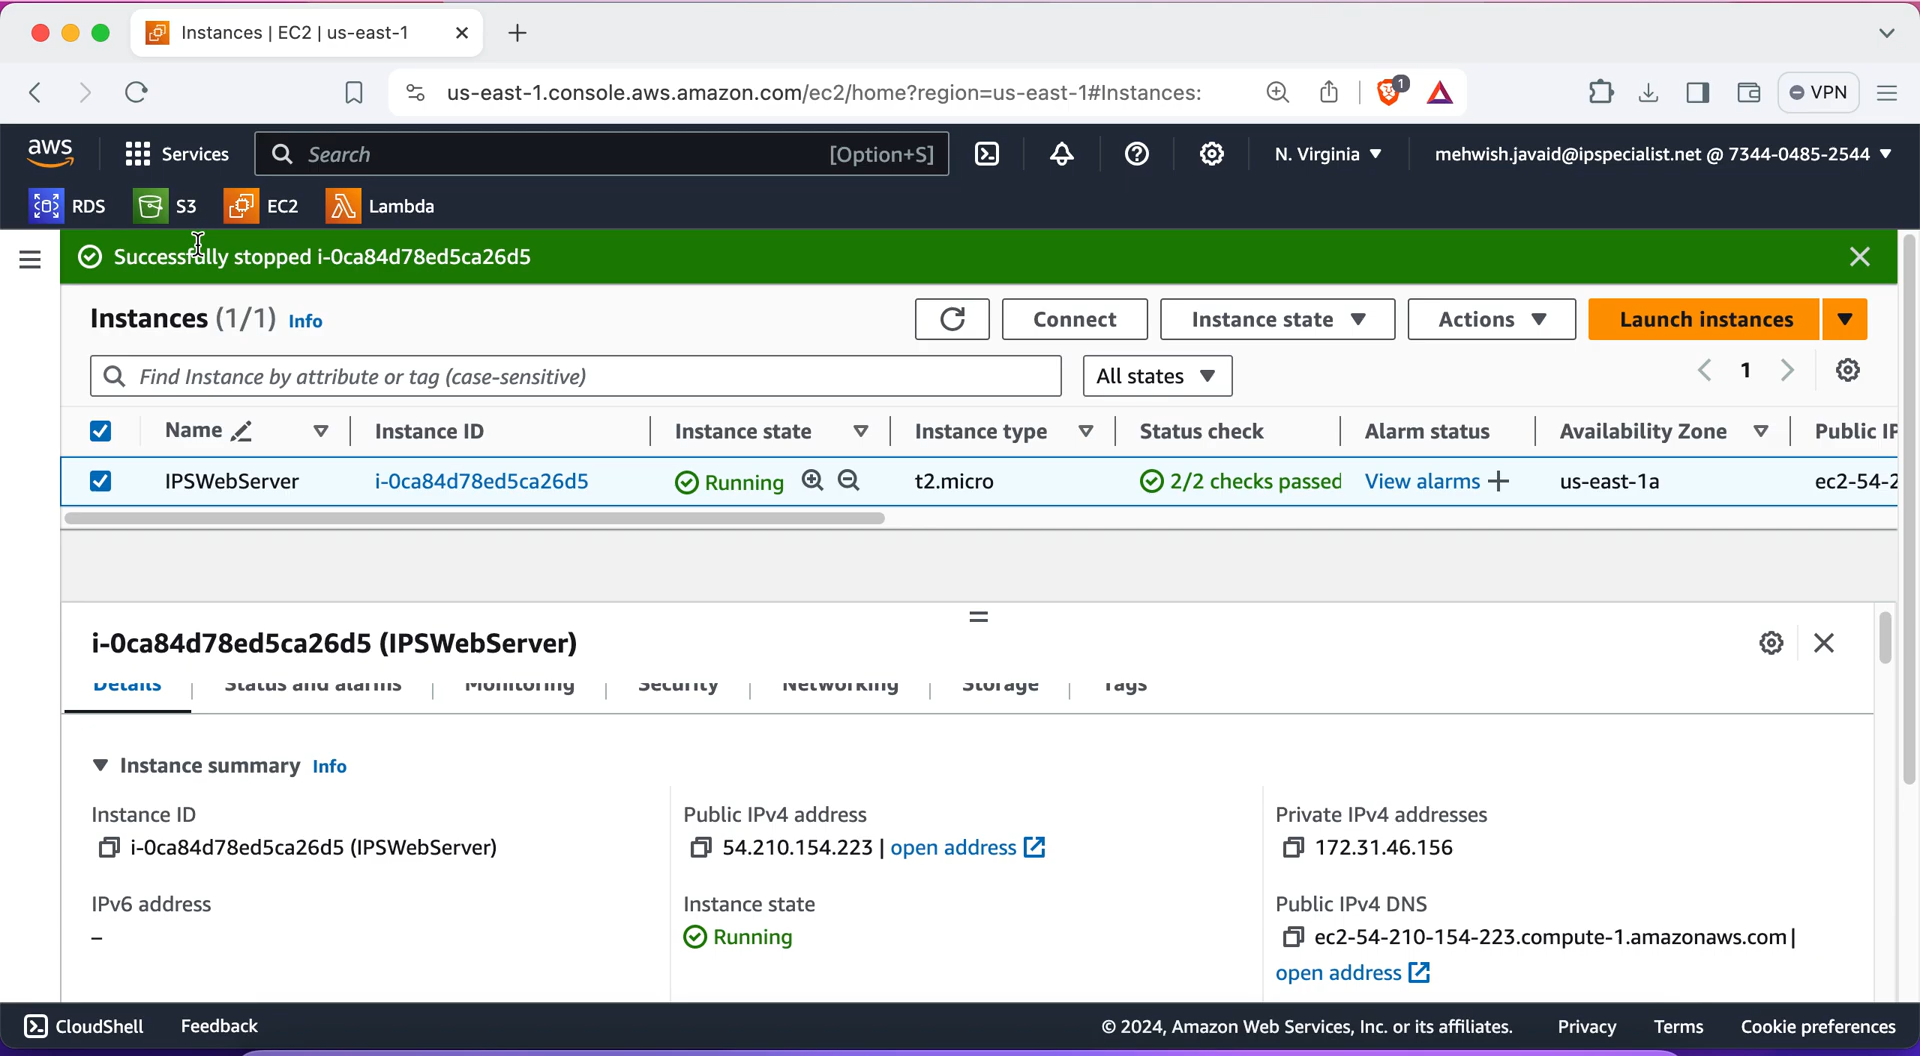 Instances | EC2 | us-east-1
us-east-1.console.aws.amazon.com/ec2/home?region=us-east-1#Instances:
1
VPN
aws
Services
Search
[Option+S]
N. Virginia
mehwish.javaid@ipspecialist.net @ 7344-0485-2544
RDS
S3
EC2
Lambda
Successfully stopped i-0ca84d78ed5ca26d5
Instances (1/1) Info
Connect
Instance state
Actions
Launch instances
Find Instance by attribute or tag (case-sensitive)
All states
1
Name
Instance ID
Instance state
Instance type
Status check
Alarm status
Availability Zone
Public IP
IPSWebServer
i-0ca84d78ed5ca26d5
Running
t2.micro
2/2 checks passed
View alarms
us-east-1a
ec2-54-2
i-0ca84d78ed5ca26d5 (IPSWebServer)
Details
Status and alarms
Monitoring
Security
Networking
Storage
Tags
Instance summary Info
Instance ID
i-0ca84d78ed5ca26d5 (IPSWebServer)
Public IPv4 address
54.210.154.223 | open address
Private IPv4 addresses
172.31.46.156
IPv6 address
–
Instance state
Running
Public IPv4 DNS
ec2-54-210-154-223.compute-1.amazonaws.com |
open address
CloudShell
Feedback
© 2024, Amazon Web Services, Inc. or its affiliates.
Privacy
Terms
Cookie preferences